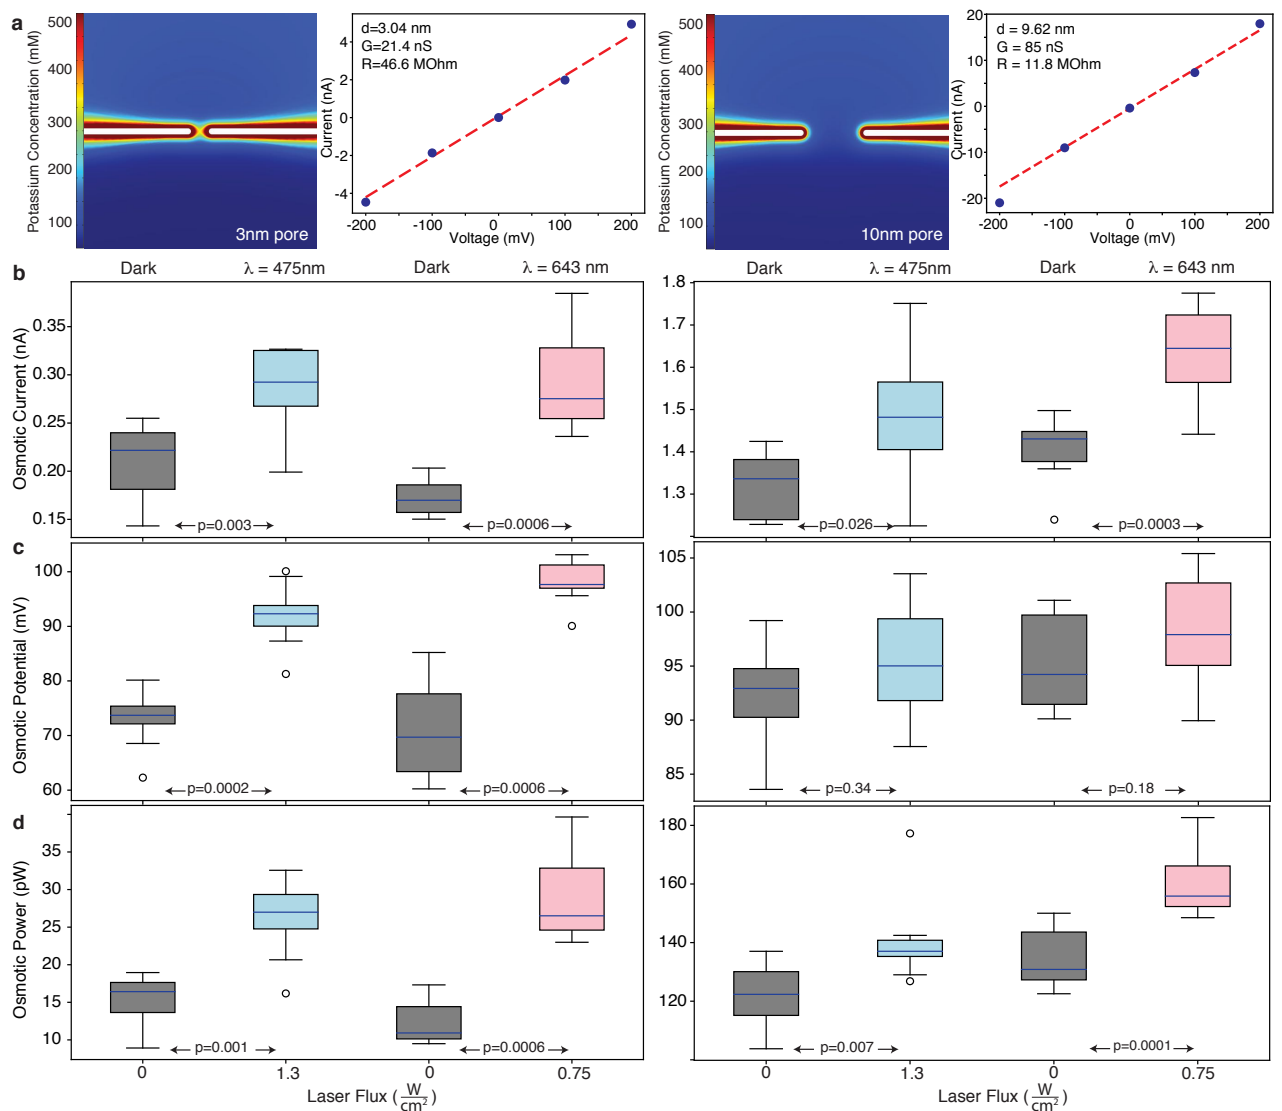 a
Potassium Concentration (mM)
500
400
300
200
100
3nm pore
d=3.04 nm
G=21.4 nS
R=46.6 MOhm
Current (nA)
4
2
0
-2
-4
-200 -100 0 100 200
Voltage (mV)
Potassium Concentration (mM)
500
400
300
200
100
10nm pore
d = 9.62 nm
G = 85 nS
R = 11.8 MOhm
Current (nA)
20
10
0
-10
-20
-200 -100 0 100 200
Voltage (mV)
b
Dark λ = 475nm Dark λ = 643 nm
Dark λ = 475nm Dark λ = 643 nm
Osmotic Current (nA)
0.35
0.30
0.25
0.20
0.15
p=0.003 p=0.0006
1.8
1.7
1.6
1.5
1.4
1.3
p=0.026 p=0.0003
c
Osmotic Potential (mV)
100
90
80
70
60
p=0.0002 p=0.0006
105
100
95
90
85
p=0.34 p=0.18
d
Osmotic Power (pW)
35
30
25
20
15
10
p=0.001 p=0.0006
0 1.3 0 0.75
Laser Flux (W/cm²)
180
160
140
120
p=0.007 p=0.0001
0 1.3 0 0.75
Laser Flux (W/cm²)